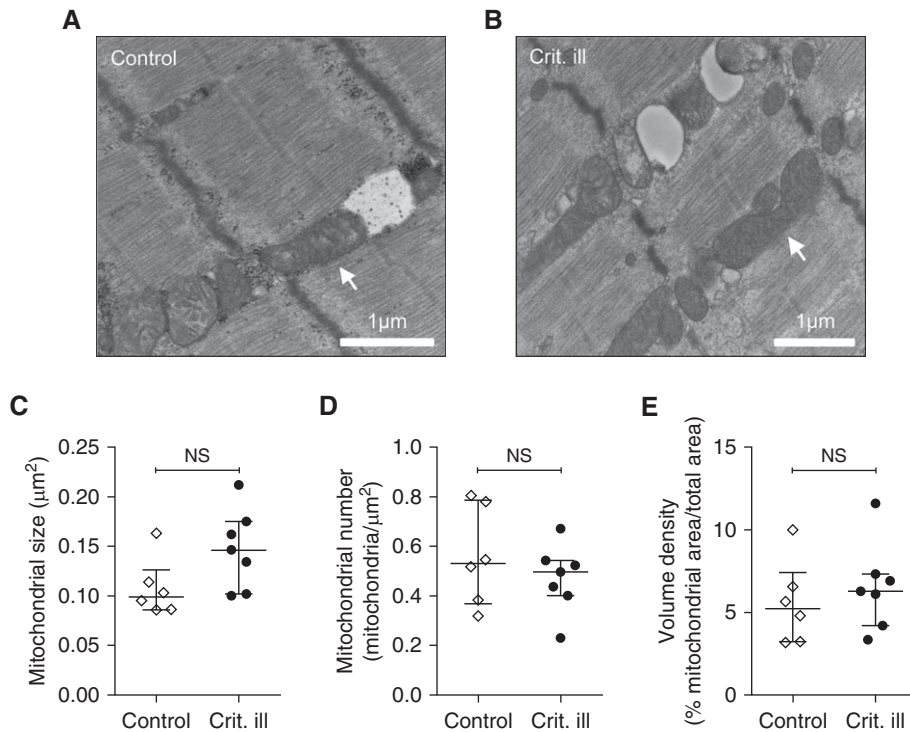 A
Control
1µm
B
Crit. ill
1µm
C
Mitochondrial size (µm²)
0.25
0.20
0.15
0.10
0.05
0.00
NS
Control Crit. ill
D
Mitochondrial number
(mitochondria/µm²)
1.0
0.8
0.6
0.4
0.2
0.0
NS
Control Crit. ill
E
Volume density
(% mitochondrial area/total area)
15
10
5
0
NS
Control Crit. ill